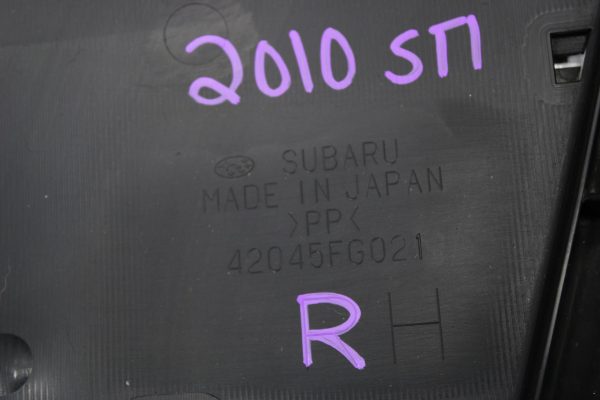 2010 STI
SUBARU
MADE IN JAPAN
>PP<
42045FG021
RH